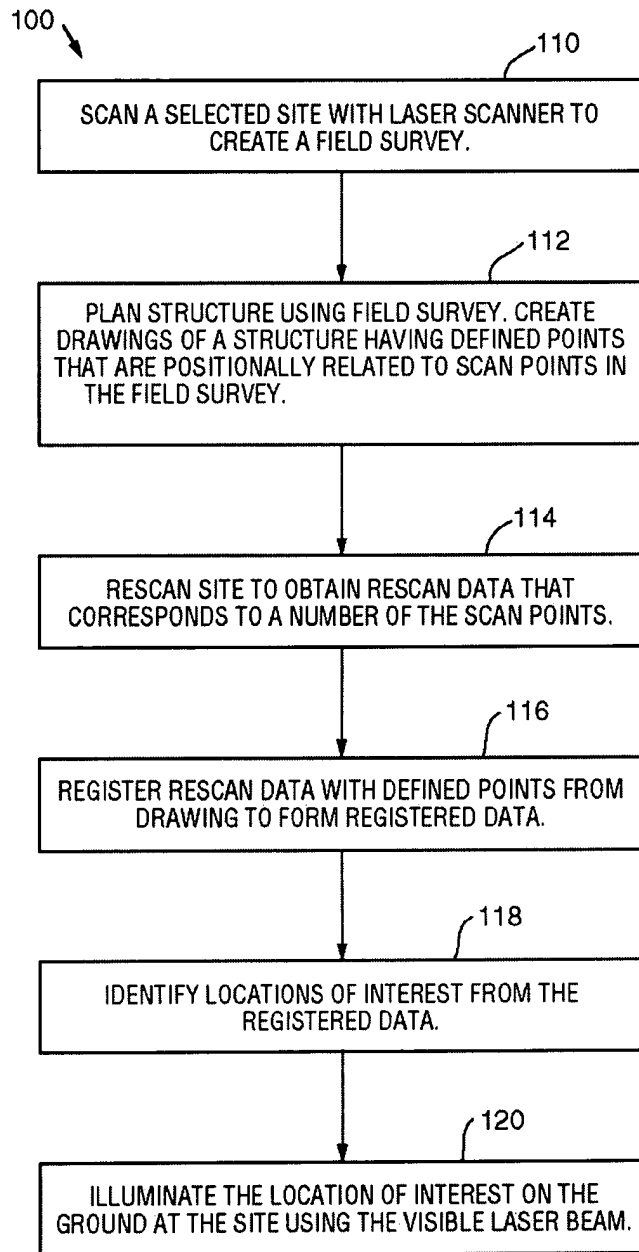 100
110
SCAN A SELECTED SITE WITH LASER SCANNER TO
CREATE A FIELD SURVEY.
112
PLAN STRUCTURE USING FIELD SURVEY. CREATE
DRAWINGS OF A STRUCTURE HAVING DEFINED POINTS
THAT ARE POSITIONALLY RELATED TO SCAN POINTS IN
THE FIELD SURVEY.
114
RESCAN SITE TO OBTAIN RESCAN DATA THAT
CORRESPONDS TO A NUMBER OF THE SCAN POINTS.
116
REGISTER RESCAN DATA WITH DEFINED POINTS FROM
DRAWING TO FORM REGISTERED DATA.
118
IDENTIFY LOCATIONS OF INTEREST FROM THE
REGISTERED DATA.
120
ILLUMINATE THE LOCATION OF INTEREST ON THE
GROUND AT THE SITE USING THE VISIBLE LASER BEAM.